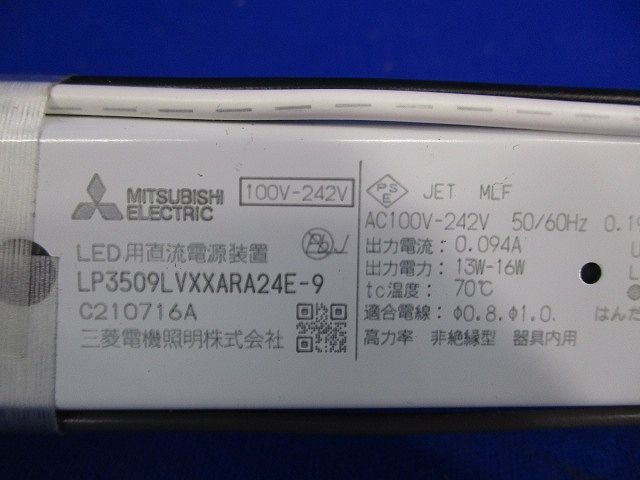 MITSUBISHI
ELECTRIC
100V-242V
LED用直流電源装置
LP3509LVXXARA24E-9
C210716A
三菱電機照明株式会社
PS
E
JET MLF
AC100V-242V 50/60Hz 0.19
出力電流: 0.094A
出力電力: 13W-16W
tc温度: 70℃
適合電線: Φ0.8.Φ1.0. はんだ
高力率 非絶縁型 器具内用